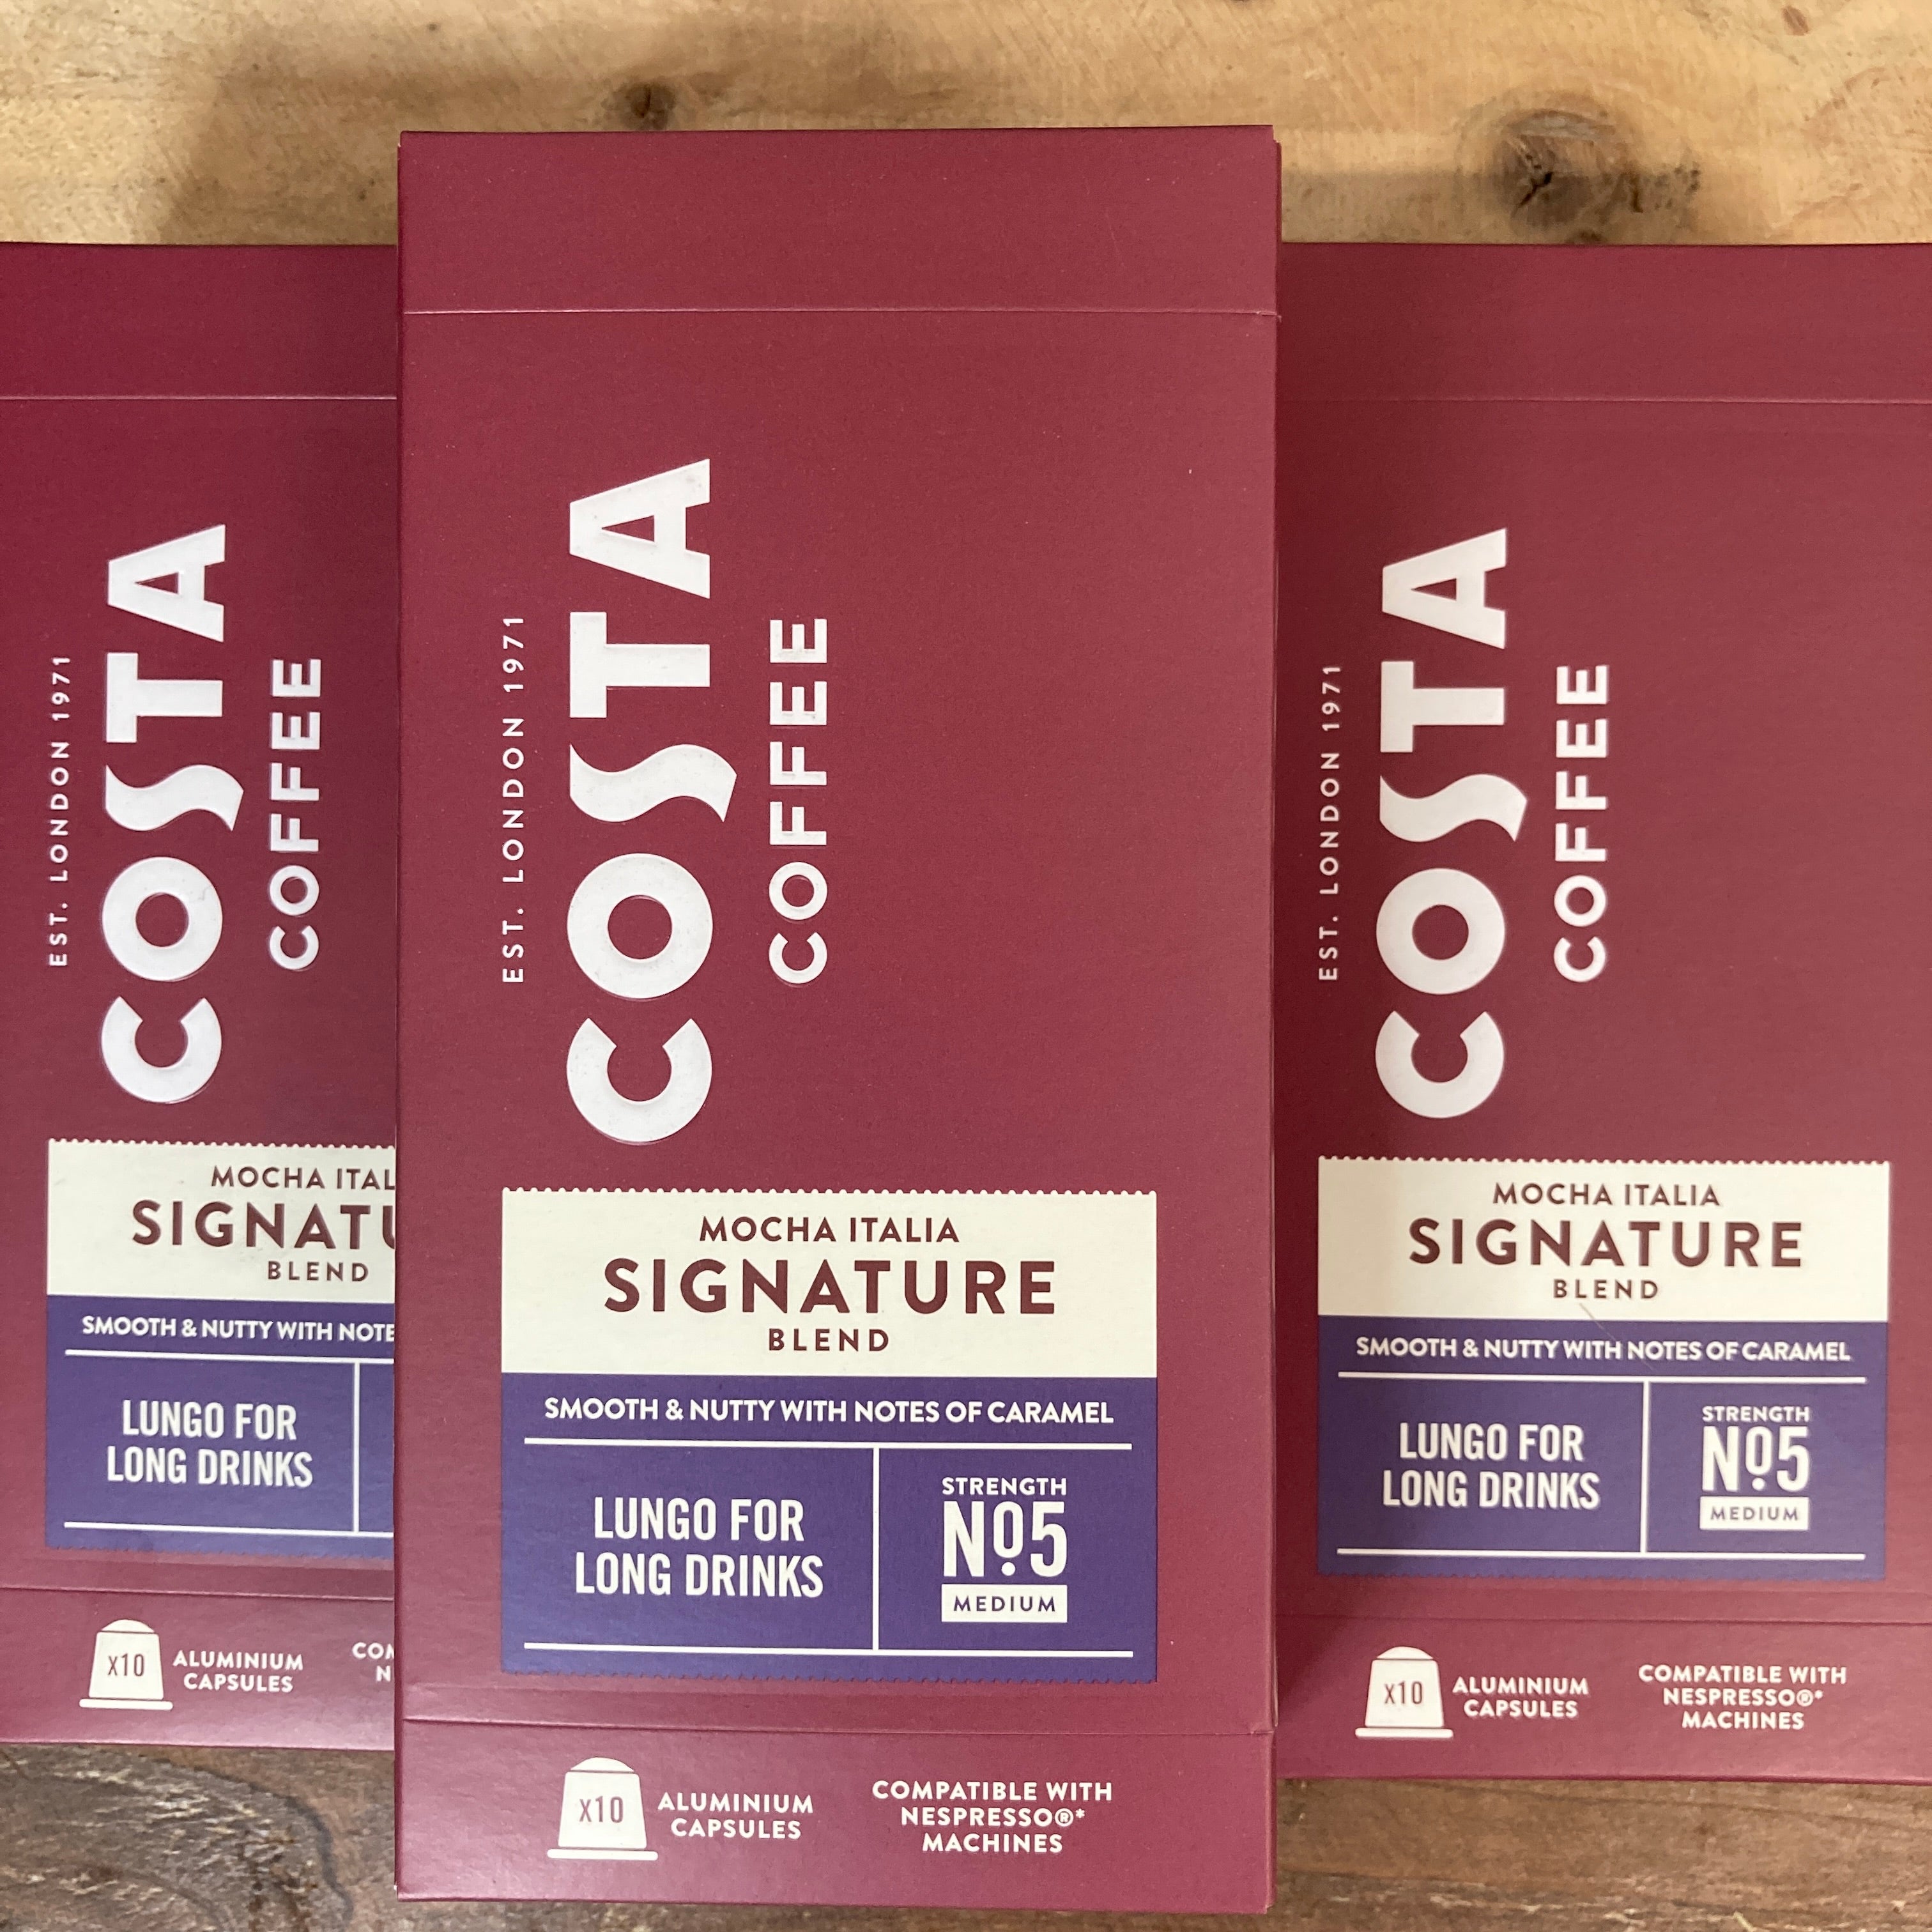 EST. LONDON 1971
COSTA
COFFEE
MOCHA ITAL
SIGNATU
BLEND
SMOOTH & NUTTY WITH NOTE
LUNGO FOR
LONG DRINKS
X10
ALUMINIUM
CAPSULES
COM
N
EST. LONDON 1971
COSTA
COFFEE
MOCHA ITALIA
SIGNATURE
BLEND
SMOOTH & NUTTY WITH NOTES OF CARAMEL
LUNGO FOR
LONG DRINKS
STRENGTH
Nº5
MEDIUM
X10
ALUMINIUM
CAPSULES
COMPATIBLE WITH
NESPRESSO®*
MACHINES
EST. LONDON 1971
COSTA
COFFEE
MOCHA ITALIA
SIGNATURE
BLEND
SMOOTH & NUTTY WITH NOTES OF CARAMEL
LUNGO FOR
LONG DRINKS
STRENGTH
Nº5
MEDIUM
X10
ALUMINIUM
CAPSULES
COMPATIBLE WITH
NESPRESSO®*
MACHINES